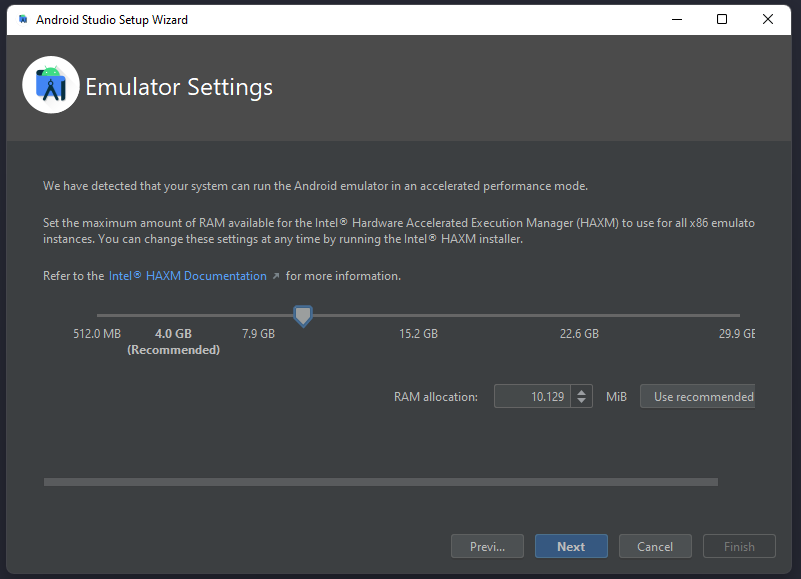 Android Studio Setup Wizard
Emulator Settings
We have detected that your system can run the Android emulator in an accelerated performance mode.
Set the maximum amount of RAM available for the Intel® Hardware Accelerated Execution Manager (HAXM) to use for all x86 emulato
instances. You can change these settings at any time by running the Intel® HAXM installer.
Refer to the Intel® HAXM Documentation ↗ for more information.
512.0 MB 4.0 GB 7.9 GB 15.2 GB 22.6 GB 29.9 GE
(Recommended)
RAM allocation: 10.129 MiB Use recommended
Previ... Next Cancel Finish